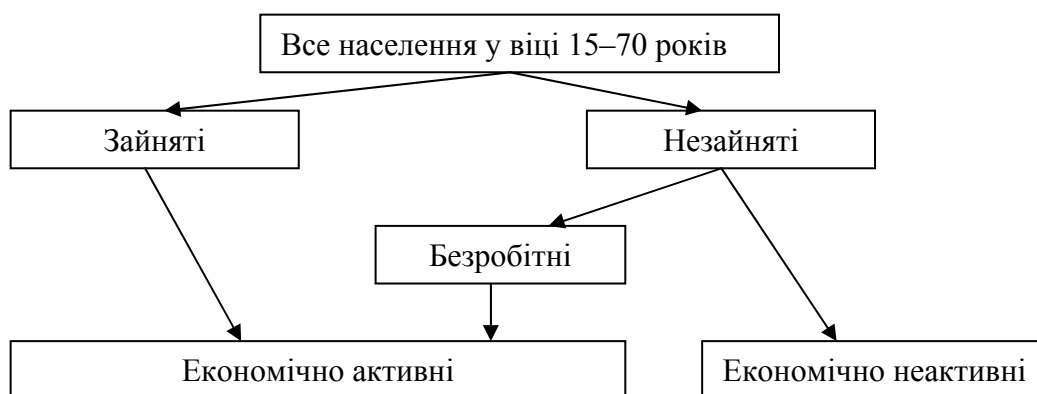 Все населення у віці 15–70 років
Зайняті
Незайняті
Безробітні
Економічно активні
Економічно неактивні